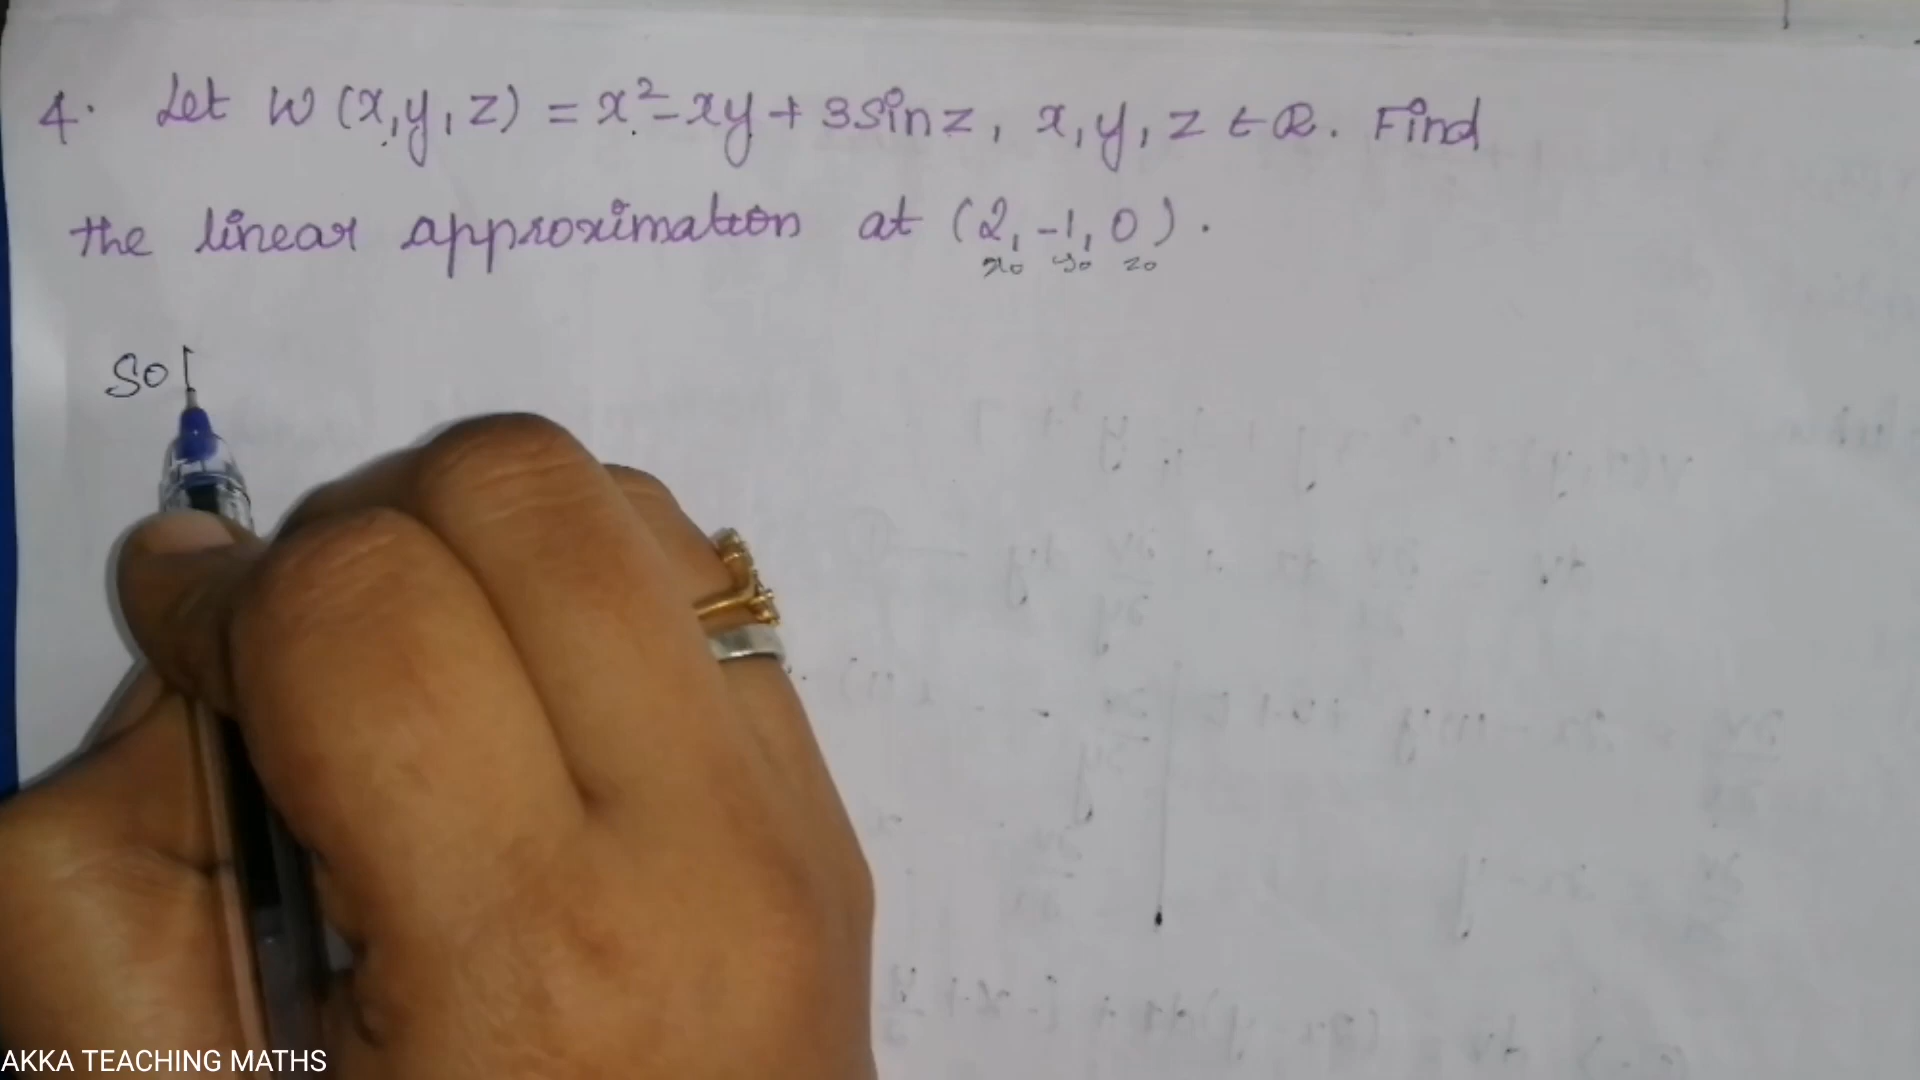 4. Let W(x,y,z) = x²-xy+3sinz, x,y,z ∈ R. Find
the linear approximation at (2,-1,0).
x₀ y₀ z₀
Sol
AKKA TEACHING MATHS